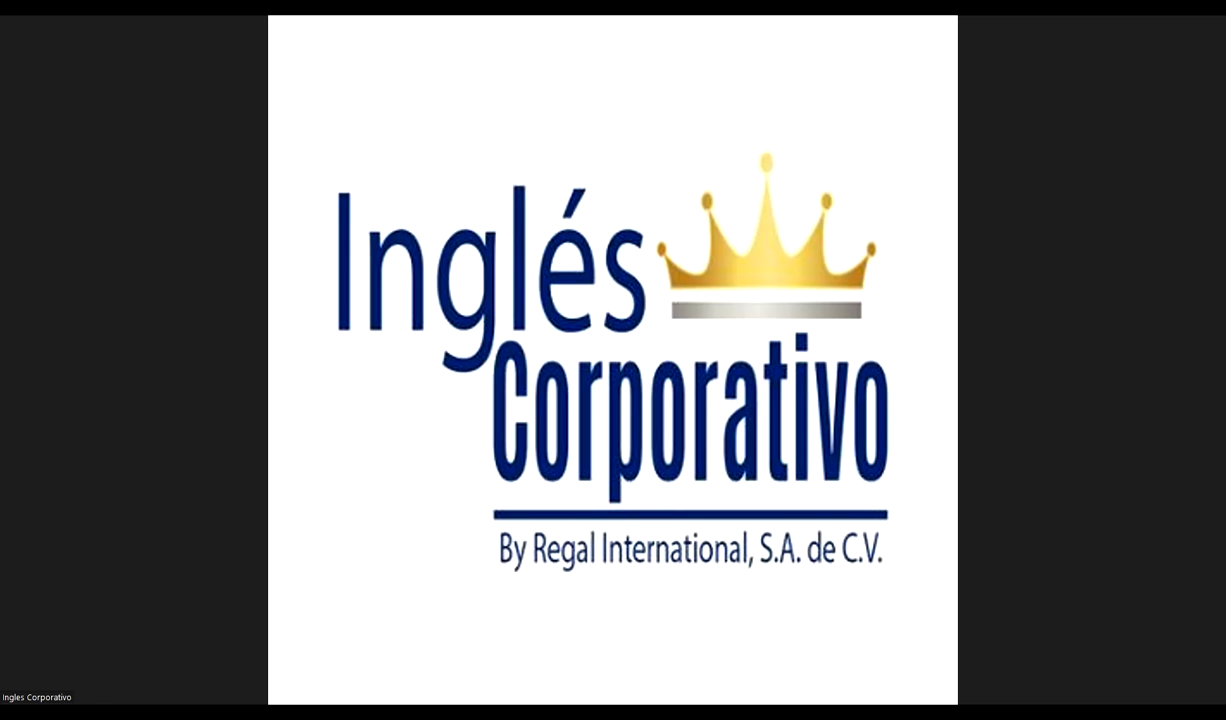 Inglés
Corporativo
By Regal International, S.A. de C.V.
Ingles Corporativo